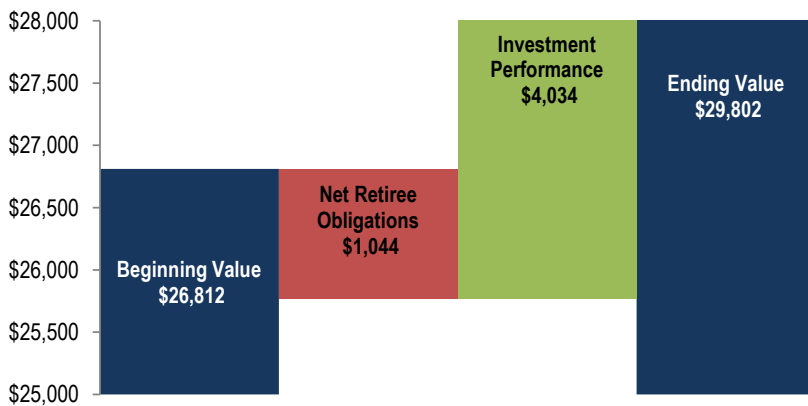 $28,000
$27,500
$27,000
$26,500
$26,000
$25,500
$25,000
Beginning Value
$26,812
Net Retiree
Obligations
$1,044
Investment
Performance
$4,034
Ending Value
$29,802